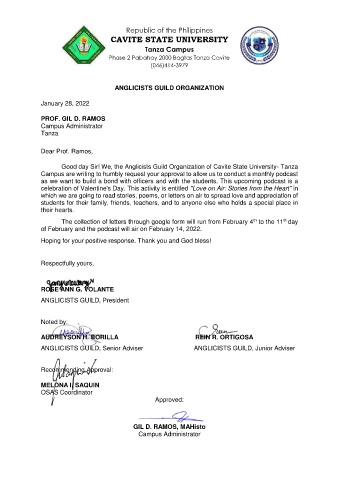 Republic of the Philippines
CAVITE STATE UNIVERSITY
Tanza Campus
Phase 2 Pabahay 2000 Bagtas Tanza Cavite
(046)414-3979
ANGLICISTS GUILD ORGANIZATION
January 28, 2022
PROF. GIL D. RAMOS
Campus Administrator
Tanza
Dear Prof. Ramos,
Good day Sir! We, the Anglicists Guild Organization of Cavite State University- Tanza
Campus are writing to humbly request your approval to allow us to conduct a monthly podcast
as we want to build a bond with officers and with the students. This upcoming podcast is a
celebration of Valentine's Day. This activity is entitled "Love on Air: Stories from the Heart" in
which we are going to read stories, poems, or letters on air to spread love and appreciation of
students for their family, friends, teachers, and to anyone else who holds a special place in
their hearts.
The collection of letters through google form will run from February 4th to the 11th day
of February and the podcast will air on February 14, 2022.
Hoping for your positive response. Thank you and God bless!
Respectfully yours,
ROSE ANN G. YOLANTE
ANGLICISTS GUILD, President
Noted by:
AUDREYSON H. BORILLA
REIN R. ORTIGOSA
ANGLICISTS GUILD, Senior Adviser
ANGLICISTS GUILD, Junior Adviser
Recommending Approval:
MELONA I. SAQUIN
OSAS Coordinator
Approved:
GIL D. RAMOS, MAHisto
Campus Administrator